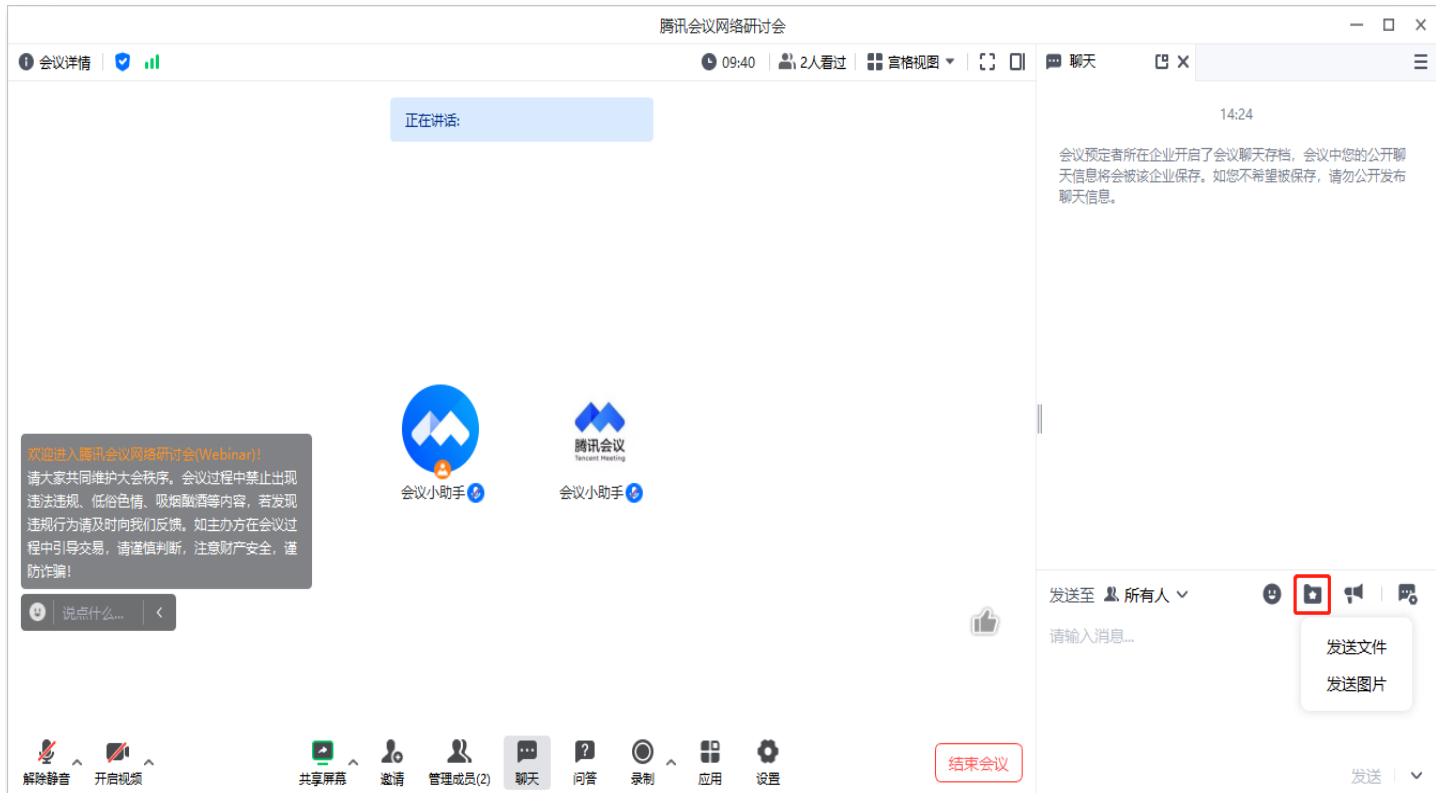 腾讯会议网络研讨会
会议详情
09:40
2人看过
宫格视图
聊天
正在讲话:
14:24
会议预定者所在企业开启了会议聊天存档，会议中您的公开聊
天信息将会被该企业保存。如您不希望被保存，请勿公开发布
聊天信息。
腾讯会议
Tencent Meeting
会议小助手
会议小助手
欢迎进入腾讯会议网络研讨会(Webinar)!
请大家共同维护大会秩序。会议过程中禁止出现
违法违规、低俗色情、吸烟酗酒等内容，若发现
违规行为请及时向我们反馈。如主办方在会议过
程中引导交易，请谨慎判断，注意财产安全，谨
防诈骗!
说点什么...
发送至 所有人
请输入消息...
发送文件
发送图片
解除静音
开启视频
共享屏幕
邀请
管理成员(2)
聊天
问答
录制
应用
设置
结束会议
发送